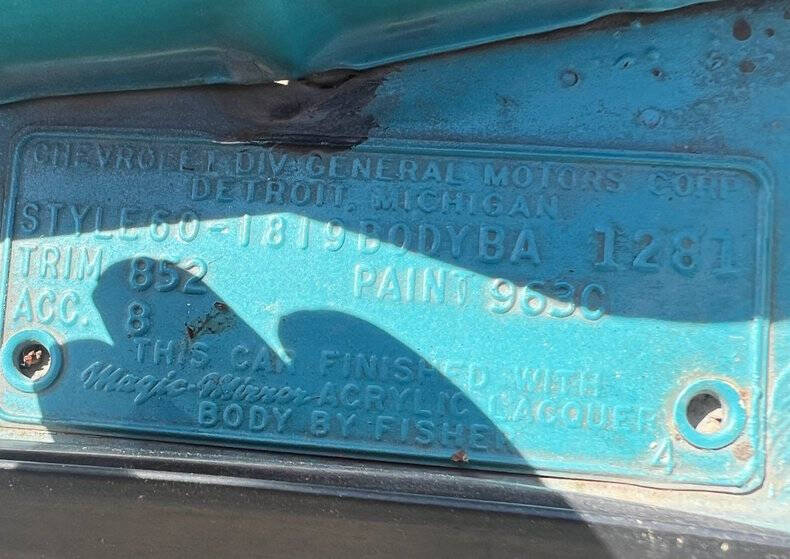 CHEVROLET DIV. GENERAL MOTORS CORP
DETROIT, MICHIGAN
STYLE 60-1819 BODY BA 1281
TRIM 852 PAINT 963C
ACC. 8
THIS CAR FINISHED WITH
Magic-Mirror ACRYLIC LACQUER
BODY BY FISHER
4